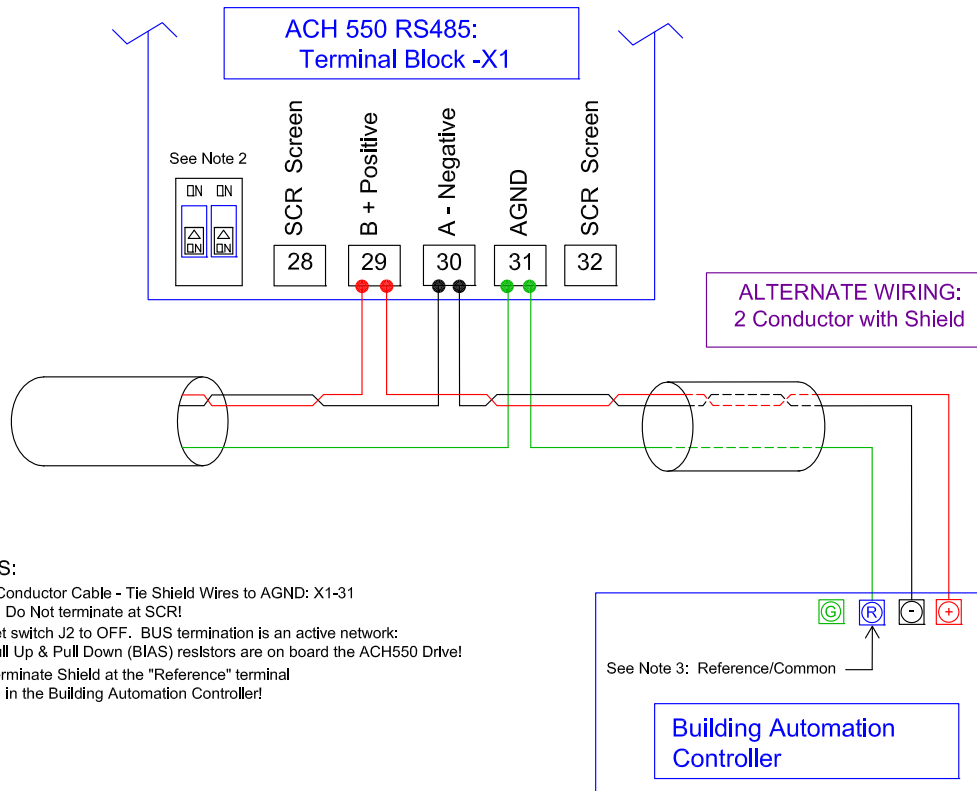 ACH 550 RS485:
Terminal Block -X1
See Note 2
ON ON
ON ON
SCR Screen
B + Positive
A - Negative
AGND
SCR Screen
28
29
30
31
32
ALTERNATE WIRING:
2 Conductor with Shield
S:
Conductor Cable - Tie Shield Wires to AGND: X1-31
Do Not terminate at SCR!
et switch J2 to OFF. BUS termination is an active network:
ull Up & Pull Down (BIAS) resistors are on board the ACH550 Drive!
erminate Shield at the "Reference" terminal
in the Building Automation Controller!
G R - +
See Note 3: Reference/Common
Building Automation
Controller